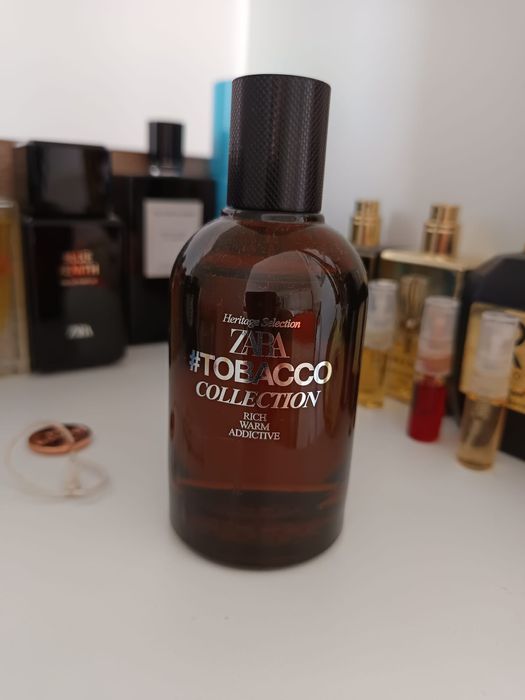 Heritage Selection
ZARA
#TOBACCO
COLLECTION
RICH
WARM
ADDICTIVE
ZARA